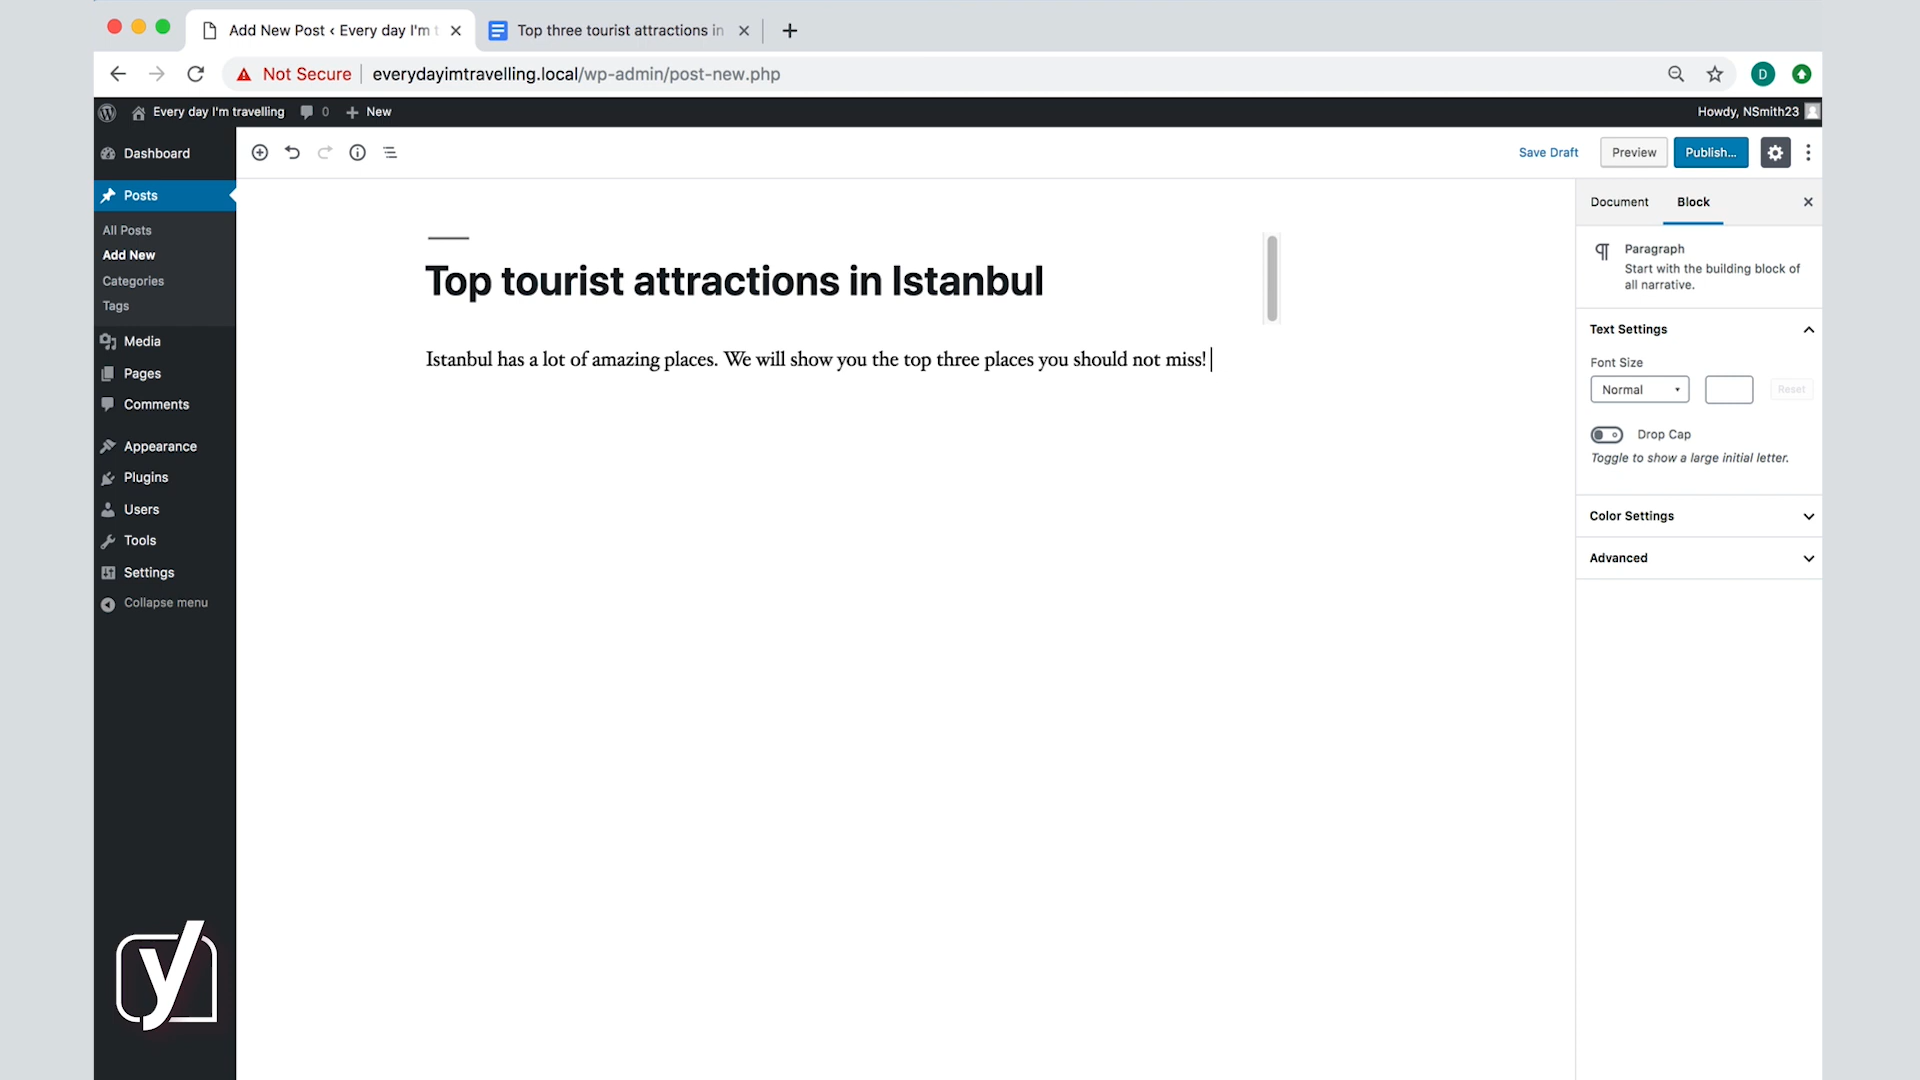 Add New Post ‹ Every day I'm t
Top three tourist attractions in
Not Secure everydayimtravelling.local/wp-admin/post-new.php
D
Every day I'm travelling 0 New
Howdy, NSmith23
Dashboard
Posts
All Posts
Add New
Categories
Tags
Media
Pages
Comments
Appearance
Plugins
Users
Tools
Settings
Collapse menu
y
Save Draft Preview Publish...
Top tourist attractions in Istanbul
Istanbul has a lot of amazing places. We will show you the top three places you should not miss!
Document Block
Paragraph
Start with the building block of
all narrative.
Text Settings
Font Size
Normal Reset
Drop Cap
Toggle to show a large initial letter.
Color Settings
Advanced